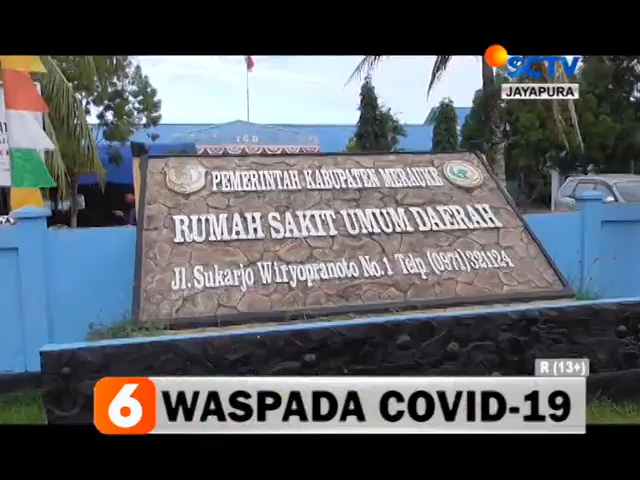 SCTV
JAYAPURA
IGD
PEMERINTAH KABUPATEN MERAUKE
RUMAH SAKIT UMUM DAERAH
Jl. Sukarjo Wiryopranoto No. 1 Telp (0971) 321124
R (13+)
6 WASPADA COVID-19